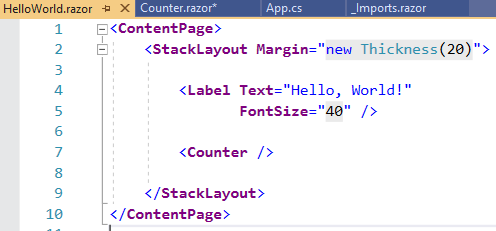 HelloWorld.razor Counter.razor* App.cs _Imports.razor
1 <ContentPage>
2 <StackLayout Margin="new Thickness(20)">
3
4 <Label Text="Hello, World!"
5 FontSize="40" />
6
7 <Counter />
8
9 </StackLayout>
10 </ContentPage>